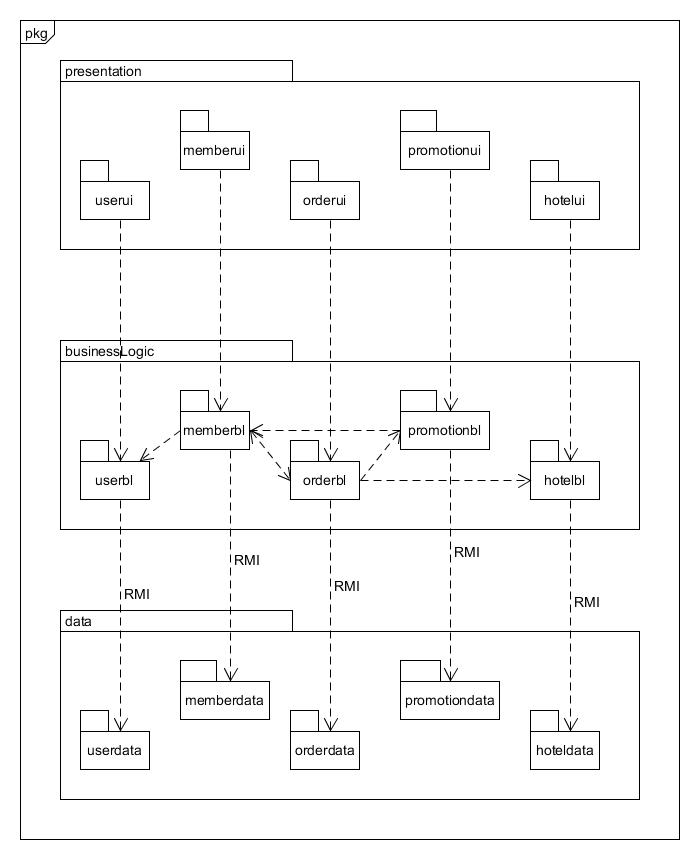 pkg
presentation
memberui
promotionui
userui
orderui
hotelui
businessLogic
memberbl
promotionbl
userbl
orderbl
hotelbl
RMI
RMI
RMI
RMI
RMI
data
memberdata
promotiondata
userdata
orderdata
hoteldata